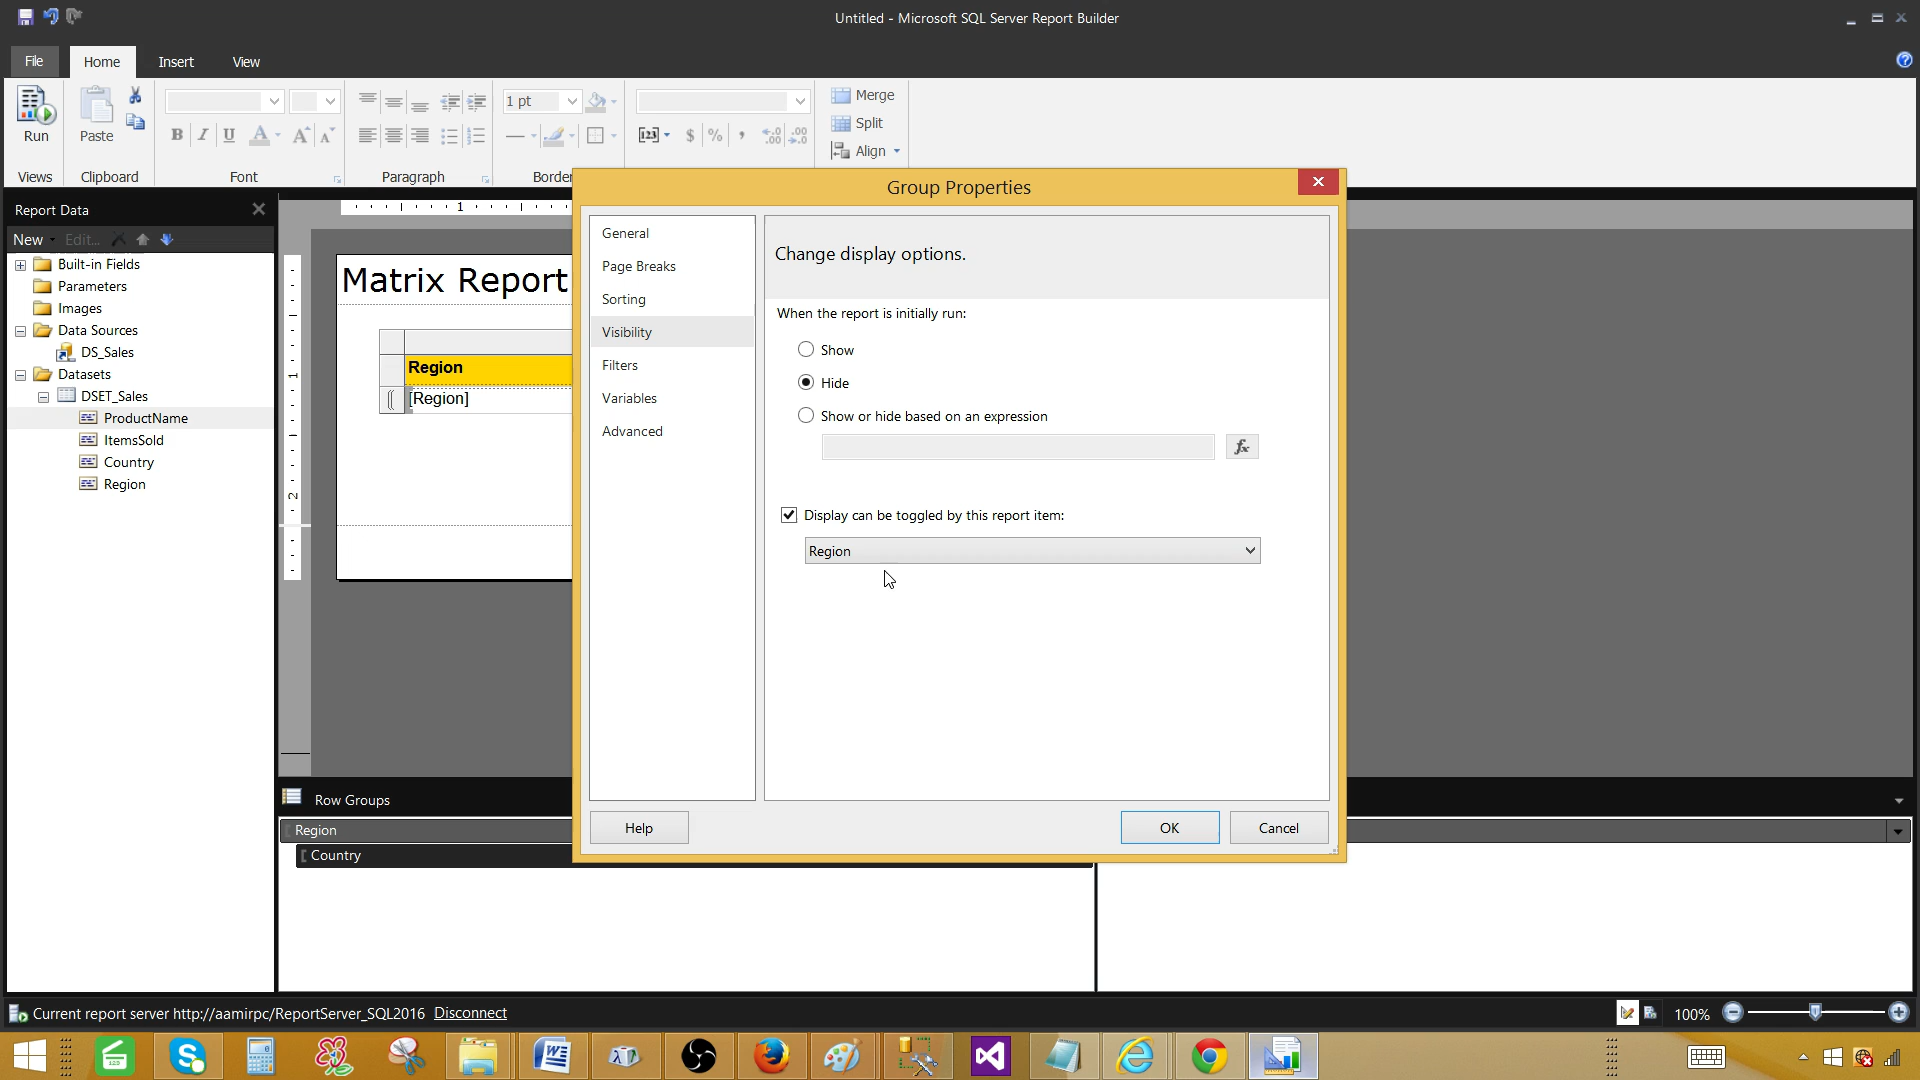 Untitled - Microsoft SQL Server Report Builder
File Home Insert View
Run
Paste
1 pt
Merge
Split
Align
Views Clipboard Font Paragraph Border
Group Properties
Report Data
New Edit...
Built-in Fields
Parameters
Images
Data Sources
DS_Sales
Datasets
DSET_Sales
ProductName
ItemsSold
Country
Region
1
1
2
Matrix Report
Region
[Region]
General
Page Breaks
Sorting
Visibility
Filters
Variables
Advanced
Change display options.
When the report is initially run:
Show
Hide
Show or hide based on an expression
fx
Display can be toggled by this report item:
Region
Help OK Cancel
Row Groups
Region
Country
Current report server http://aamirpc/ReportServer_SQL2016 Disconnect
100%